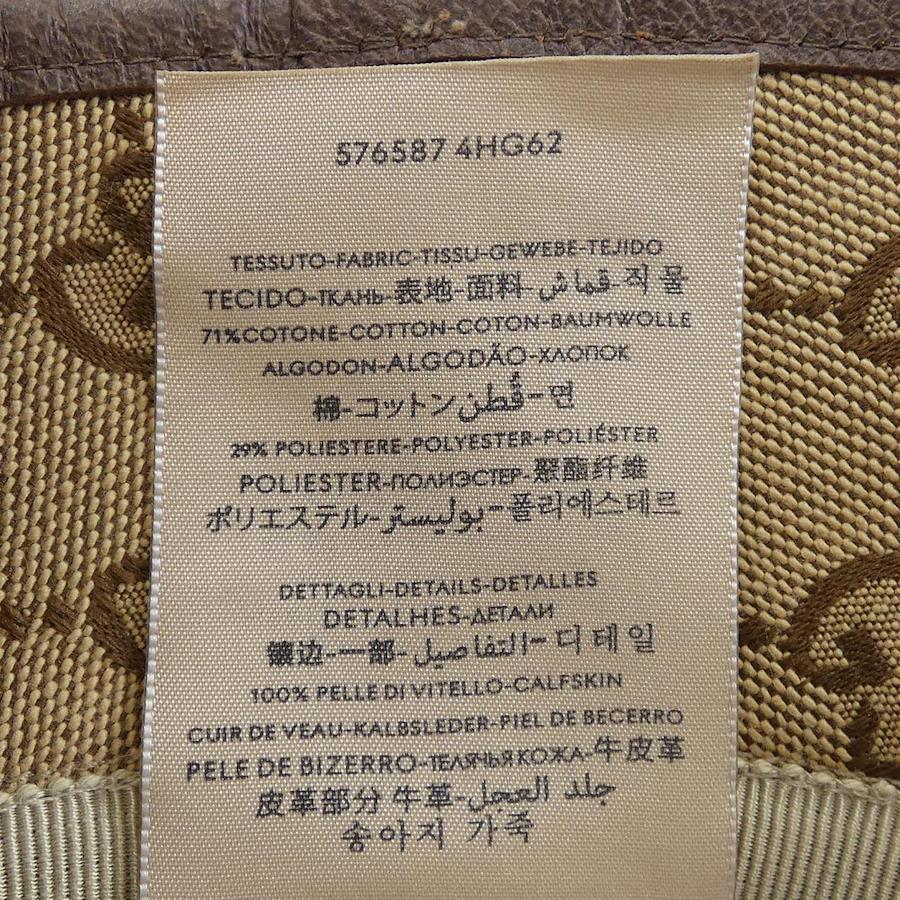 576587 4HG62
TESSUTO-FABRIC-TISSU-GEWEBE-TEJIDO
TECIDO-ТКАНЬ-表地-面料-قماش-직물
71%COTONE-COTTON-COTON-BAUMWOLLE
ALGODON-ALGODÃO-ХЛОПОК
棉-コットン-قُطن-면
29% POLIESTERE-POLYESTER-POLIÉSTER
POLIESTER-ПОЛИЭСТЕР-聚酯纤维
ポリエステル-بوليستر-폴리에스테르
DETTAGLI-DETAILS-DETALLES
DETALHES-ДЕТАЛИ
镶边-一部-التفاصيل-디테일
100% PELLE DI VITELLO-CALFSKIN
CUIR DE VEAU-KALBSLEDER-PIEL DE BECERRO
PELE DE BIZERRO-ТЕЛЯЧЬЯ КОЖА-牛皮革
皮革部分 牛革-جلد العجل
송아지 가죽